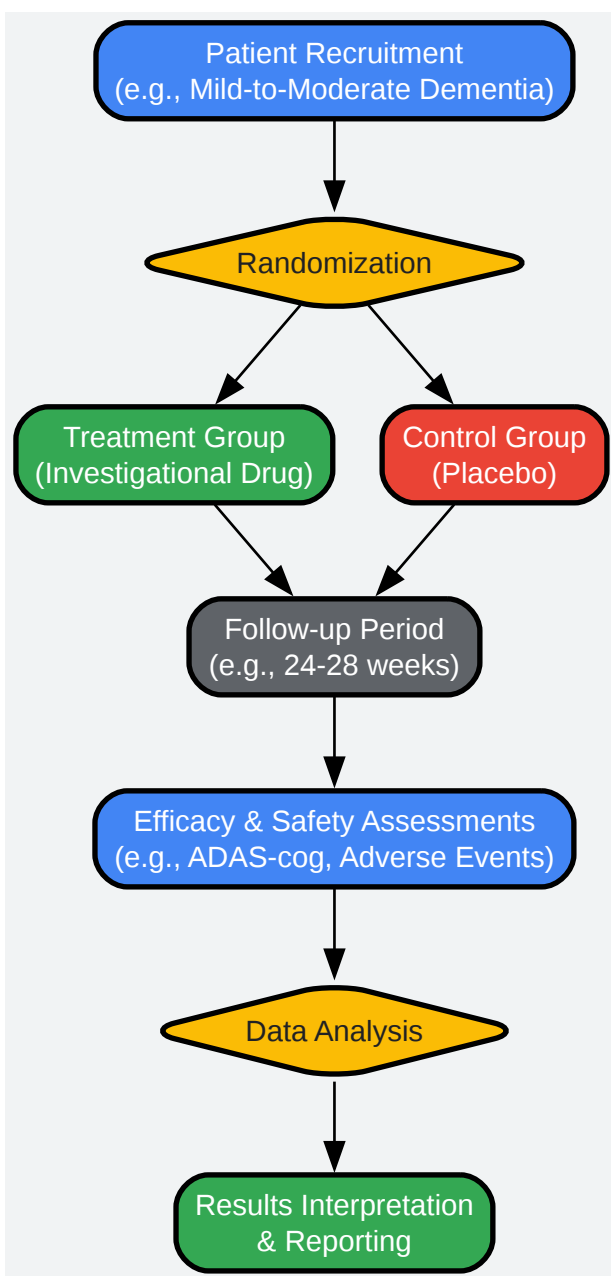 Patient Recruitment
(e.g., Mild-to-Moderate Dementia)
Randomization
Treatment Group
(Investigational Drug)
Control Group
(Placebo)
Follow-up Period
(e.g., 24-28 weeks)
Efficacy & Safety Assessments
(e.g., ADAS-cog, Adverse Events)
Data Analysis
Results Interpretation
& Reporting